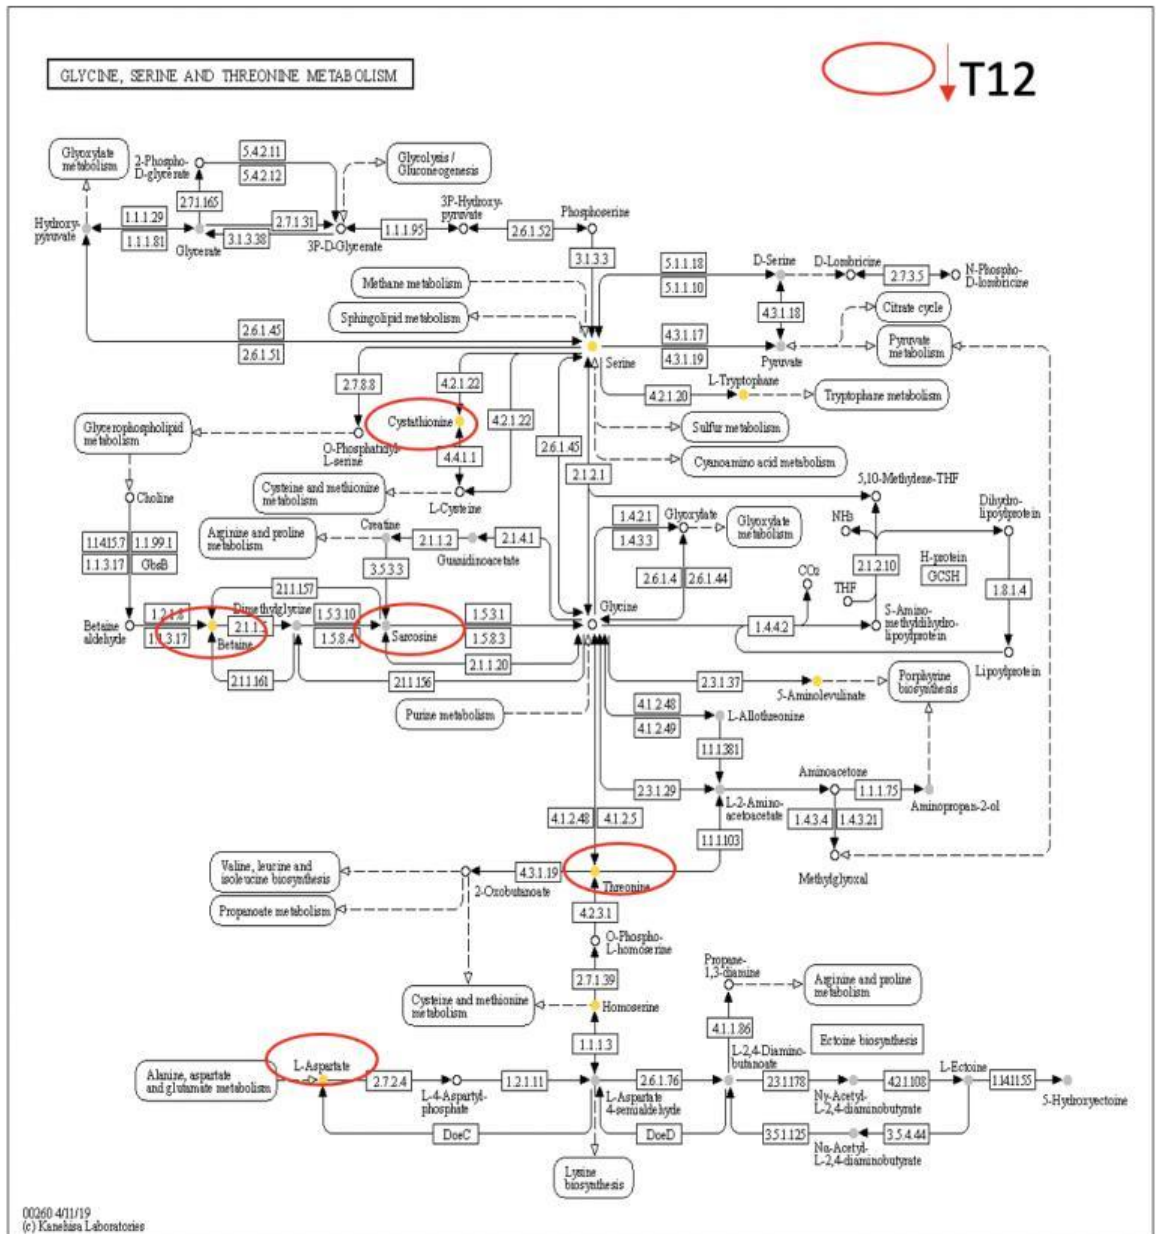 GLYCINE, SERINE AND THREONINE METABOLISM
T12
Glyoxylate
metabolism
2-Phospho-
D-glycerate
5.4.2.11
5.4.2.12
Glycolysis /
Gluconeogenesis
2.7.1.165
Hydroxy-
pyruvate
1.1.1.29
1.1.1.81
Glycerate
2.7.1.31
3.1.3.38
3P-D-Glycerate
1.1.1.95
3P-Hydroxy-
pyruvate
2.6.1.52
Phosphoserine
3.1.3.3
Methane metabolism
Sphingolipid metabolism
5.1.1.18
5.1.1.10
D-Serine
D-Lombricine
2.7.3.5
N-Phospho-
D-lombricine
4.3.1.18
Citrate cycle
2.6.1.45
2.6.1.51
Serine
4.3.1.17
4.3.1.19
Pyruvate
Pyruvate
metabolism
2.7.8.8
4.2.1.22
4.2.1.22
4.2.1.20
L-Tryptophane
Tryptophane metabolism
Glycerophospholipid
metabolism
O-Phosphatidyl-
L-serine
Cystathionine
4.4.1.1
2.6.1.45
2.1.2.1
Sulfur metabolism
Cyanoamino acid metabolism
Choline
Cysteine and methionine
metabolism
L-Cysteine
5,10-Methylene-THF
Dihydro-
lipoylprotein
1.14.15.7
1.1.99.1
1.1.3.17
GbsB
Arginine and proline
metabolism
Creatine
2.1.1.2
Guanidinoacetate
2.1.4.1
1.4.2.1
1.4.3.3
Glyoxylate
Glyoxylate
metabolism
NH3
2.1.2.10
H-protein
GCSH
3.5.3.3
2.6.1.4
2.6.1.44
CO2
THF
1.8.1.4
2.1.1.157
Betaine
aldehyde
1.2.1.8
1.1.3.17
Betaine
2.1.1.
Dimethylglycine
1.5.3.10
1.5.8.4
Sarcosine
1.5.3.1
1.5.8.3
Glycine
1.4.4.2
S-Amino-
methyldihydro-
lipoylprotein
Lipoylprotein
2.1.1.20
2.1.1.161
2.1.1.156
Purine metabolism
2.3.1.37
5-Aminolevulinate
Porphyrine
biosynthesis
4.1.2.48
4.1.2.49
L-Allothreonine
1.1.1.381
2.3.1.29
L-2-Amino-
acetoacetate
Aminoacetone
1.1.1.75
Aminopropan-2-ol
4.1.2.48
4.1.2.5
1.1.1.103
1.4.3.4
1.4.3.21
Methylglyoxal
Valine, leucine and
isoleucine biosynthesis
Propanoate metabolism
2-Oxobutanoate
4.3.1.19
Threonine
4.2.3.1
O-Phospho-
L-homoserine
2.7.1.39
Cysteine and methionine
metabolism
Homoserine
1.1.1.3
Propane-
1,3-diamine
Arginine and proline
metabolism
4.1.1.86
Ectoine biosynthesis
Alanine, aspartate
and glutamate metabolism
L-Aspartate
2.7.2.4
L-4-Aspartyl-
phosphate
1.2.1.11
L-Aspartate
4-semialdehyde
2.6.1.76
L-2,4-Diamino-
butanoate
2.3.1.178
Nγ-Acetyl-
L-2,4-diaminobutyrate
4.2.1.108
L-Ectoine
1.14.11.55
5-Hydroxyectoine
DoeC
DoeD
3.5.1.125
Nα-Acetyl-
L-2,4-diaminobutyrate
3.5.4.44
Lysine
biosynthesis
00260 4/11/19
(c) Kanehisa Laboratories